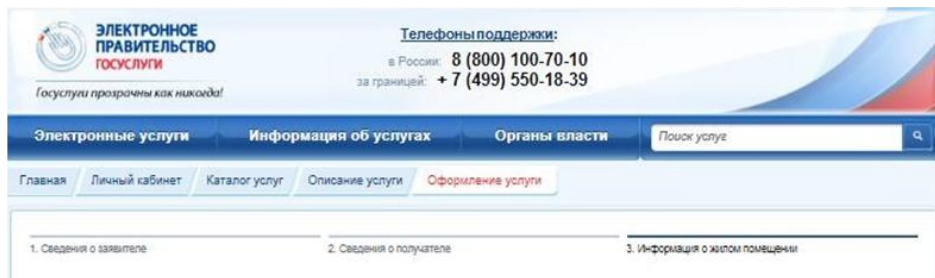 ЭЛЕКТРОННОЕ
ПРАВИТЕЛЬСТВО
ГОСУСЛУГИ
Госуслуги прозрачны как никогда!
Телефоны поддержки:
в России: 8 (800) 100-70-10
за границей: + 7 (499) 550-18-39
Электронные услуги Информация об услугах Органы власти Поиск услуг
Главная Личный кабинет Каталог услуг Описание услуги Оформление услуги
1. Сведения о заявителе 2. Сведения о получателе 3. Информация о жилом помещении